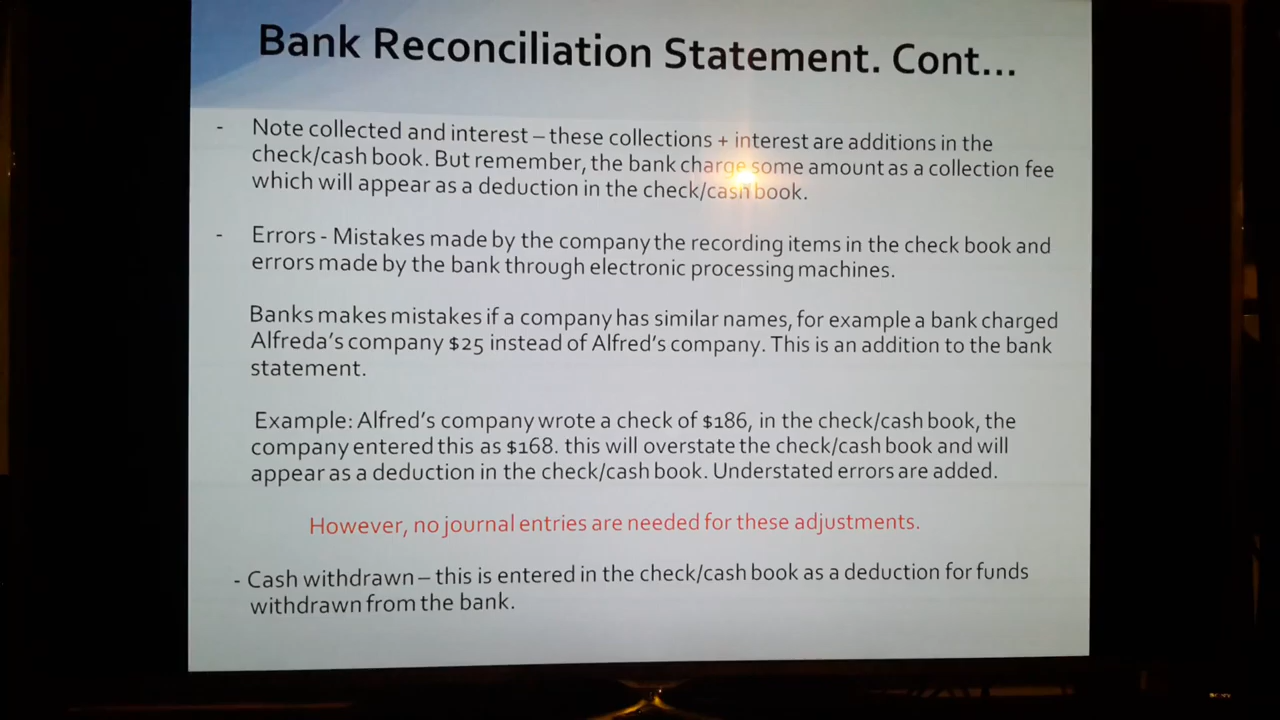 Bank Reconciliation Statement. Cont...
- Note collected and interest – these collections + interest are additions in the
check/cash book. But remember, the bank charge some amount as a collection fee
which will appear as a deduction in the check/cash book.
- Errors - Mistakes made by the company the recording items in the check book and
errors made by the bank through electronic processing machines.
Banks makes mistakes if a company has similar names, for example a bank charged
Alfreda's company $25 instead of Alfred's company. This is an addition to the bank
statement.
Example: Alfred's company wrote a check of $186, in the check/cash book, the
company entered this as $168. this will overstate the check/cash book and will
appear as a deduction in the check/cash book. Understated errors are added.
However, no journal entries are needed for these adjustments.
- Cash withdrawn – this is entered in the check/cash book as a deduction for funds
withdrawn from the bank.